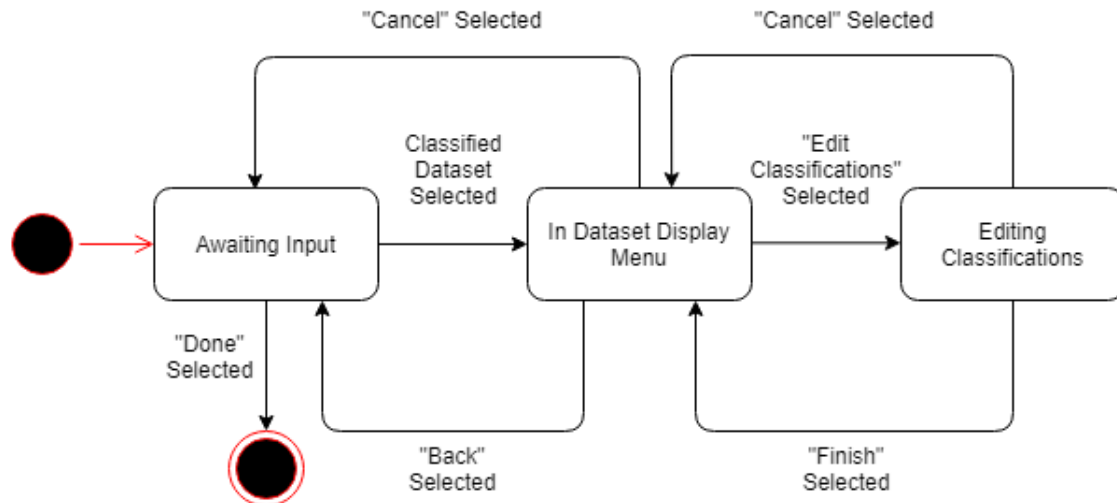 "Cancel" Selected
"Cancel" Selected
Classified
Dataset
Selected
"Edit
Classifications"
Selected
Awaiting Input
In Dataset Display
Menu
Editing
Classifications
"Done"
Selected
"Back"
Selected
"Finish"
Selected